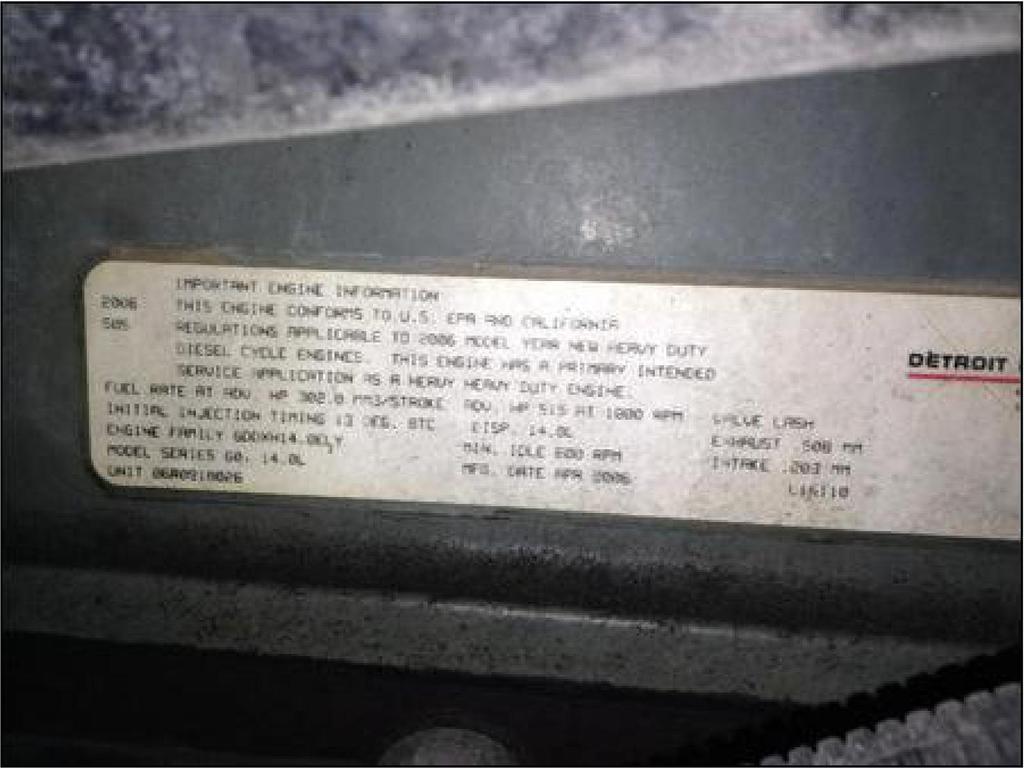 IMPORTANT ENGINE INFORMATION
2006 THIS ENGINE CONFORMS TO U.S. EPA AND CALIFORNIA
505 REGULATIONS APPLICABLE TO 2006 MODEL YEAR NEW HEAVY DUTY
DIESEL CYCLE ENGINES. THIS ENGINE HAS A PRIMARY INTENDED
SERVICE APPLICATION AS A HEAVY HEAVY DUTY ENGINE.
FUEL RATE AT ADV. HP 302.0 MM3/STROKE ADV. HP 515 AT 1800 RPM VALVE LASH
INITIAL INJECTION TIMING 13 DEG. BTC DISP. 14.0L EXHAUST .508 MM
ENGINE FAMILY MIN. IDLE 600 RPM INTAKE .203 MM
MODEL SERIES 60, 14.0L MFG. DATE APR 2006
UNIT
DETROIT